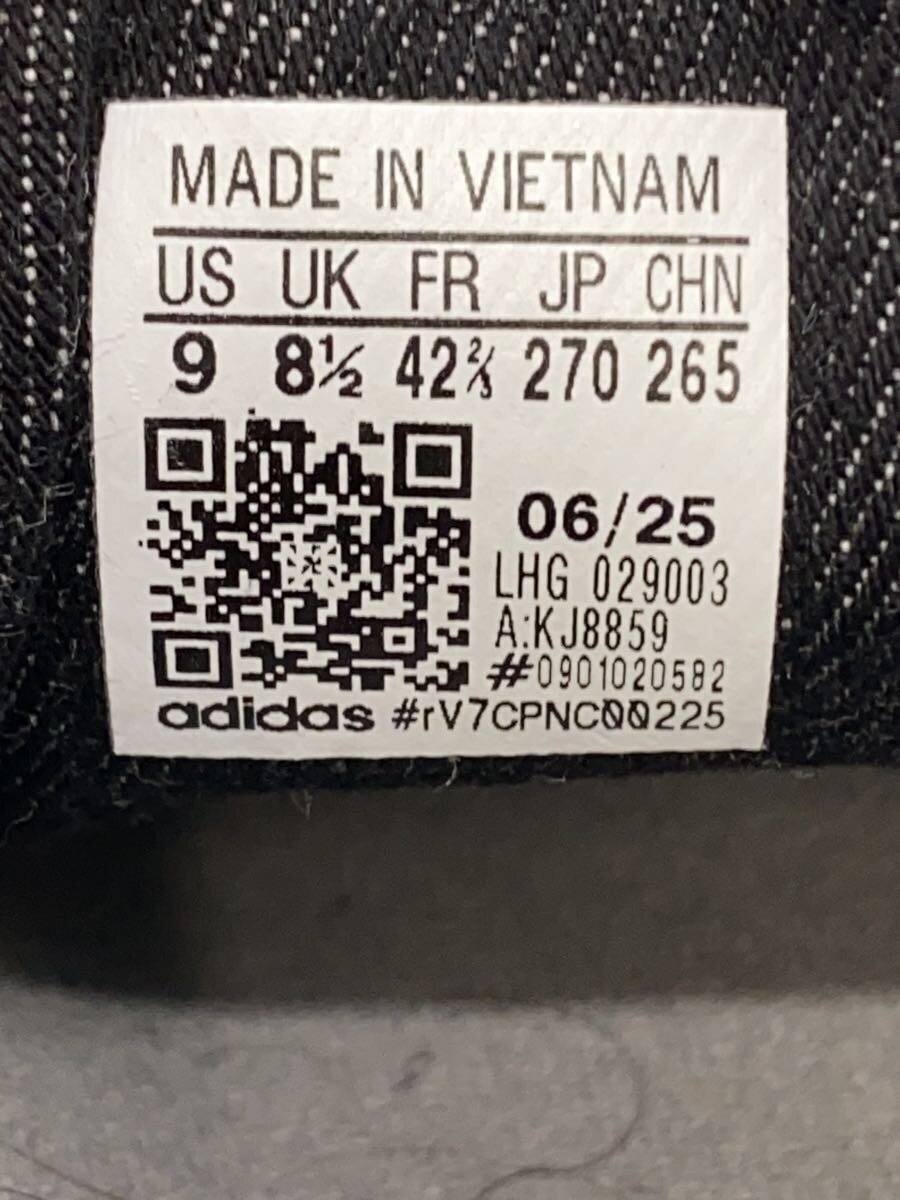 MADE IN VIETNAM
US UK FR JP CHN
9 8½ 42⅔ 270 265
06/25
LHG 029003
A:KJ8859
#0901020582
adidas #rV7CPNC00225